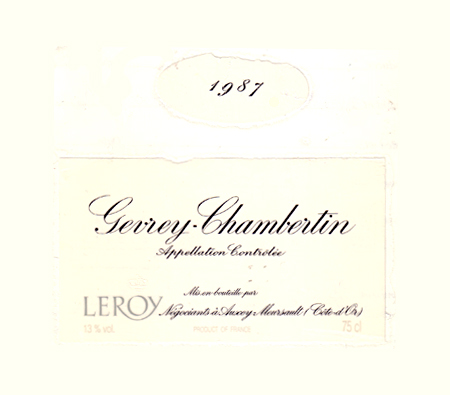 1987
Gevrey-Chambertin
Appellation Contrôlée
Mis en bouteille par
LEROY Négociants à Auxey Meursault (Côte-d'Or)
13 % vol. PRODUCT OF FRANCE 75 cl